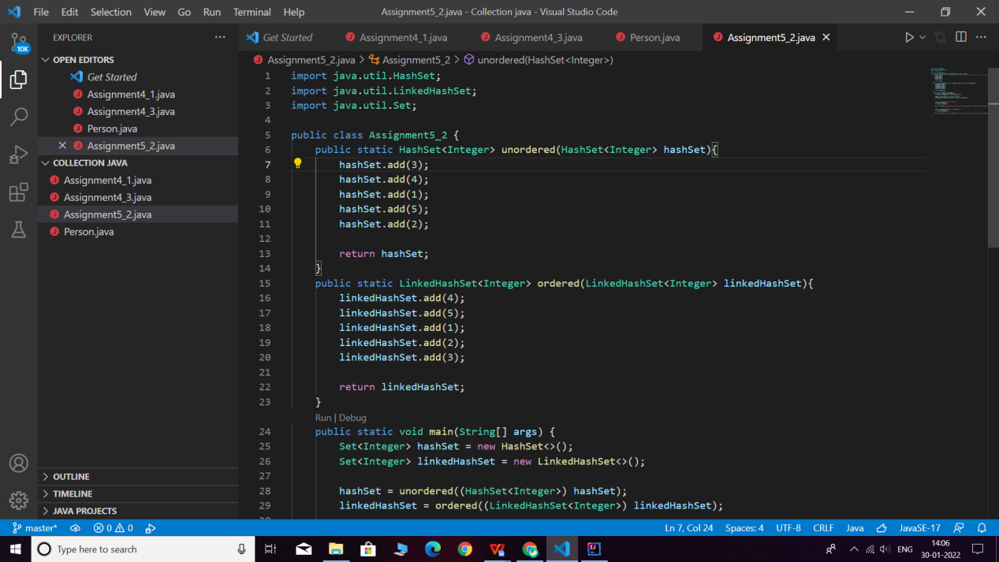 File Edit Selection View Go Run Terminal Help Assignment5_2.java - Collection java - Visual Studio Code
EXPLORER
Get Started Assignment4_1.java Assignment4_3.java Person.java Assignment5_2.java
10K
OPEN EDITORS
Get Started
Assignment4_1.java
Assignment4_3.java
Person.java
Assignment5_2.java
COLLECTION JAVA
Assignment4_1.java
Assignment4_3.java
Assignment5_2.java
Person.java
OUTLINE
TIMELINE
JAVA PROJECTS
Assignment5_2.java > Assignment5_2 > unordered(HashSet<Integer>)
1 import java.util.HashSet;
2 import java.util.LinkedHashSet;
3 import java.util.Set;
4
5 public class Assignment5_2 {
6 public static HashSet<Integer> unordered(HashSet<Integer> hashSet){
7 hashSet.add(3);
8 hashSet.add(4);
9 hashSet.add(1);
10 hashSet.add(5);
11 hashSet.add(2);
12
13 return hashSet;
14 }
15 public static LinkedHashSet<Integer> ordered(LinkedHashSet<Integer> linkedHashSet){
16 linkedHashSet.add(4);
17 linkedHashSet.add(5);
18 linkedHashSet.add(1);
19 linkedHashSet.add(2);
20 linkedHashSet.add(3);
21
22 return linkedHashSet;
23 }
Run | Debug
24 public static void main(String[] args) {
25 Set<Integer> hashSet = new HashSet<>();
26 Set<Integer> linkedHashSet = new LinkedHashSet<>();
27
28 hashSet = unordered((HashSet<Integer>) hashSet);
29 linkedHashSet = ordered((LinkedHashSet<Integer>) linkedHashSet);
master* 0 0 Ln 7, Col 24 Spaces: 4 UTF-8 CRLF Java JavaSE-17
Type here to search ENG 14:06
30-01-2022